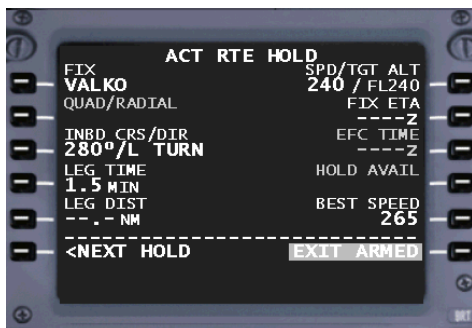 ACT RTE HOLD
FIX SPD/TGT ALT
VALKO 240 / FL240
QUAD/RADIAL FIX ETA
----z
INBD CRS/DIR EFC TIME
280º/L TURN ----z
LEG TIME HOLD AVAIL
1.5 MIN
LEG DIST BEST SPEED
--.- NM 265
<NEXT HOLD EXIT ARMED